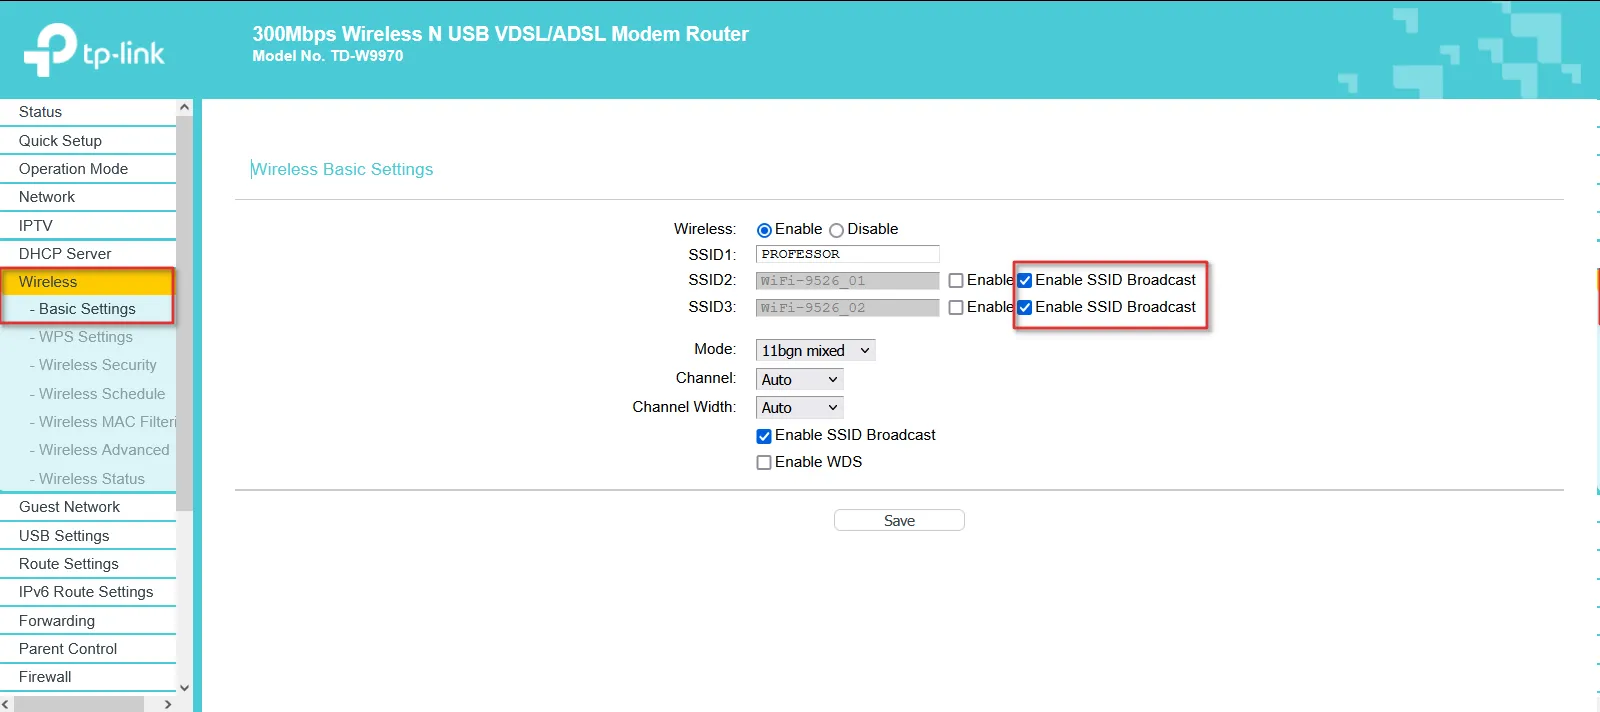 tp-link
300Mbps Wireless N USB VDSL/ADSL Modem Router
Model No. TD-W9970
Status
Quick Setup
Operation Mode
Network
IPTV
DHCP Server
Wireless
- Basic Settings
- WPS Settings
- Wireless Security
- Wireless Schedule
- Wireless MAC Filteri
- Wireless Advanced
- Wireless Status
Guest Network
USB Settings
Route Settings
IPv6 Route Settings
Forwarding
Parent Control
Firewall
Wireless Basic Settings
Wireless: Enable Disable
SSID1: PROFESSOR
SSID2: WiFi-9526_01 Enable Enable SSID Broadcast
SSID3: WiFi-9526_02 Enable Enable SSID Broadcast
Mode: 11bgn mixed
Channel: Auto
Channel Width: Auto
Enable SSID Broadcast
Enable WDS
Save